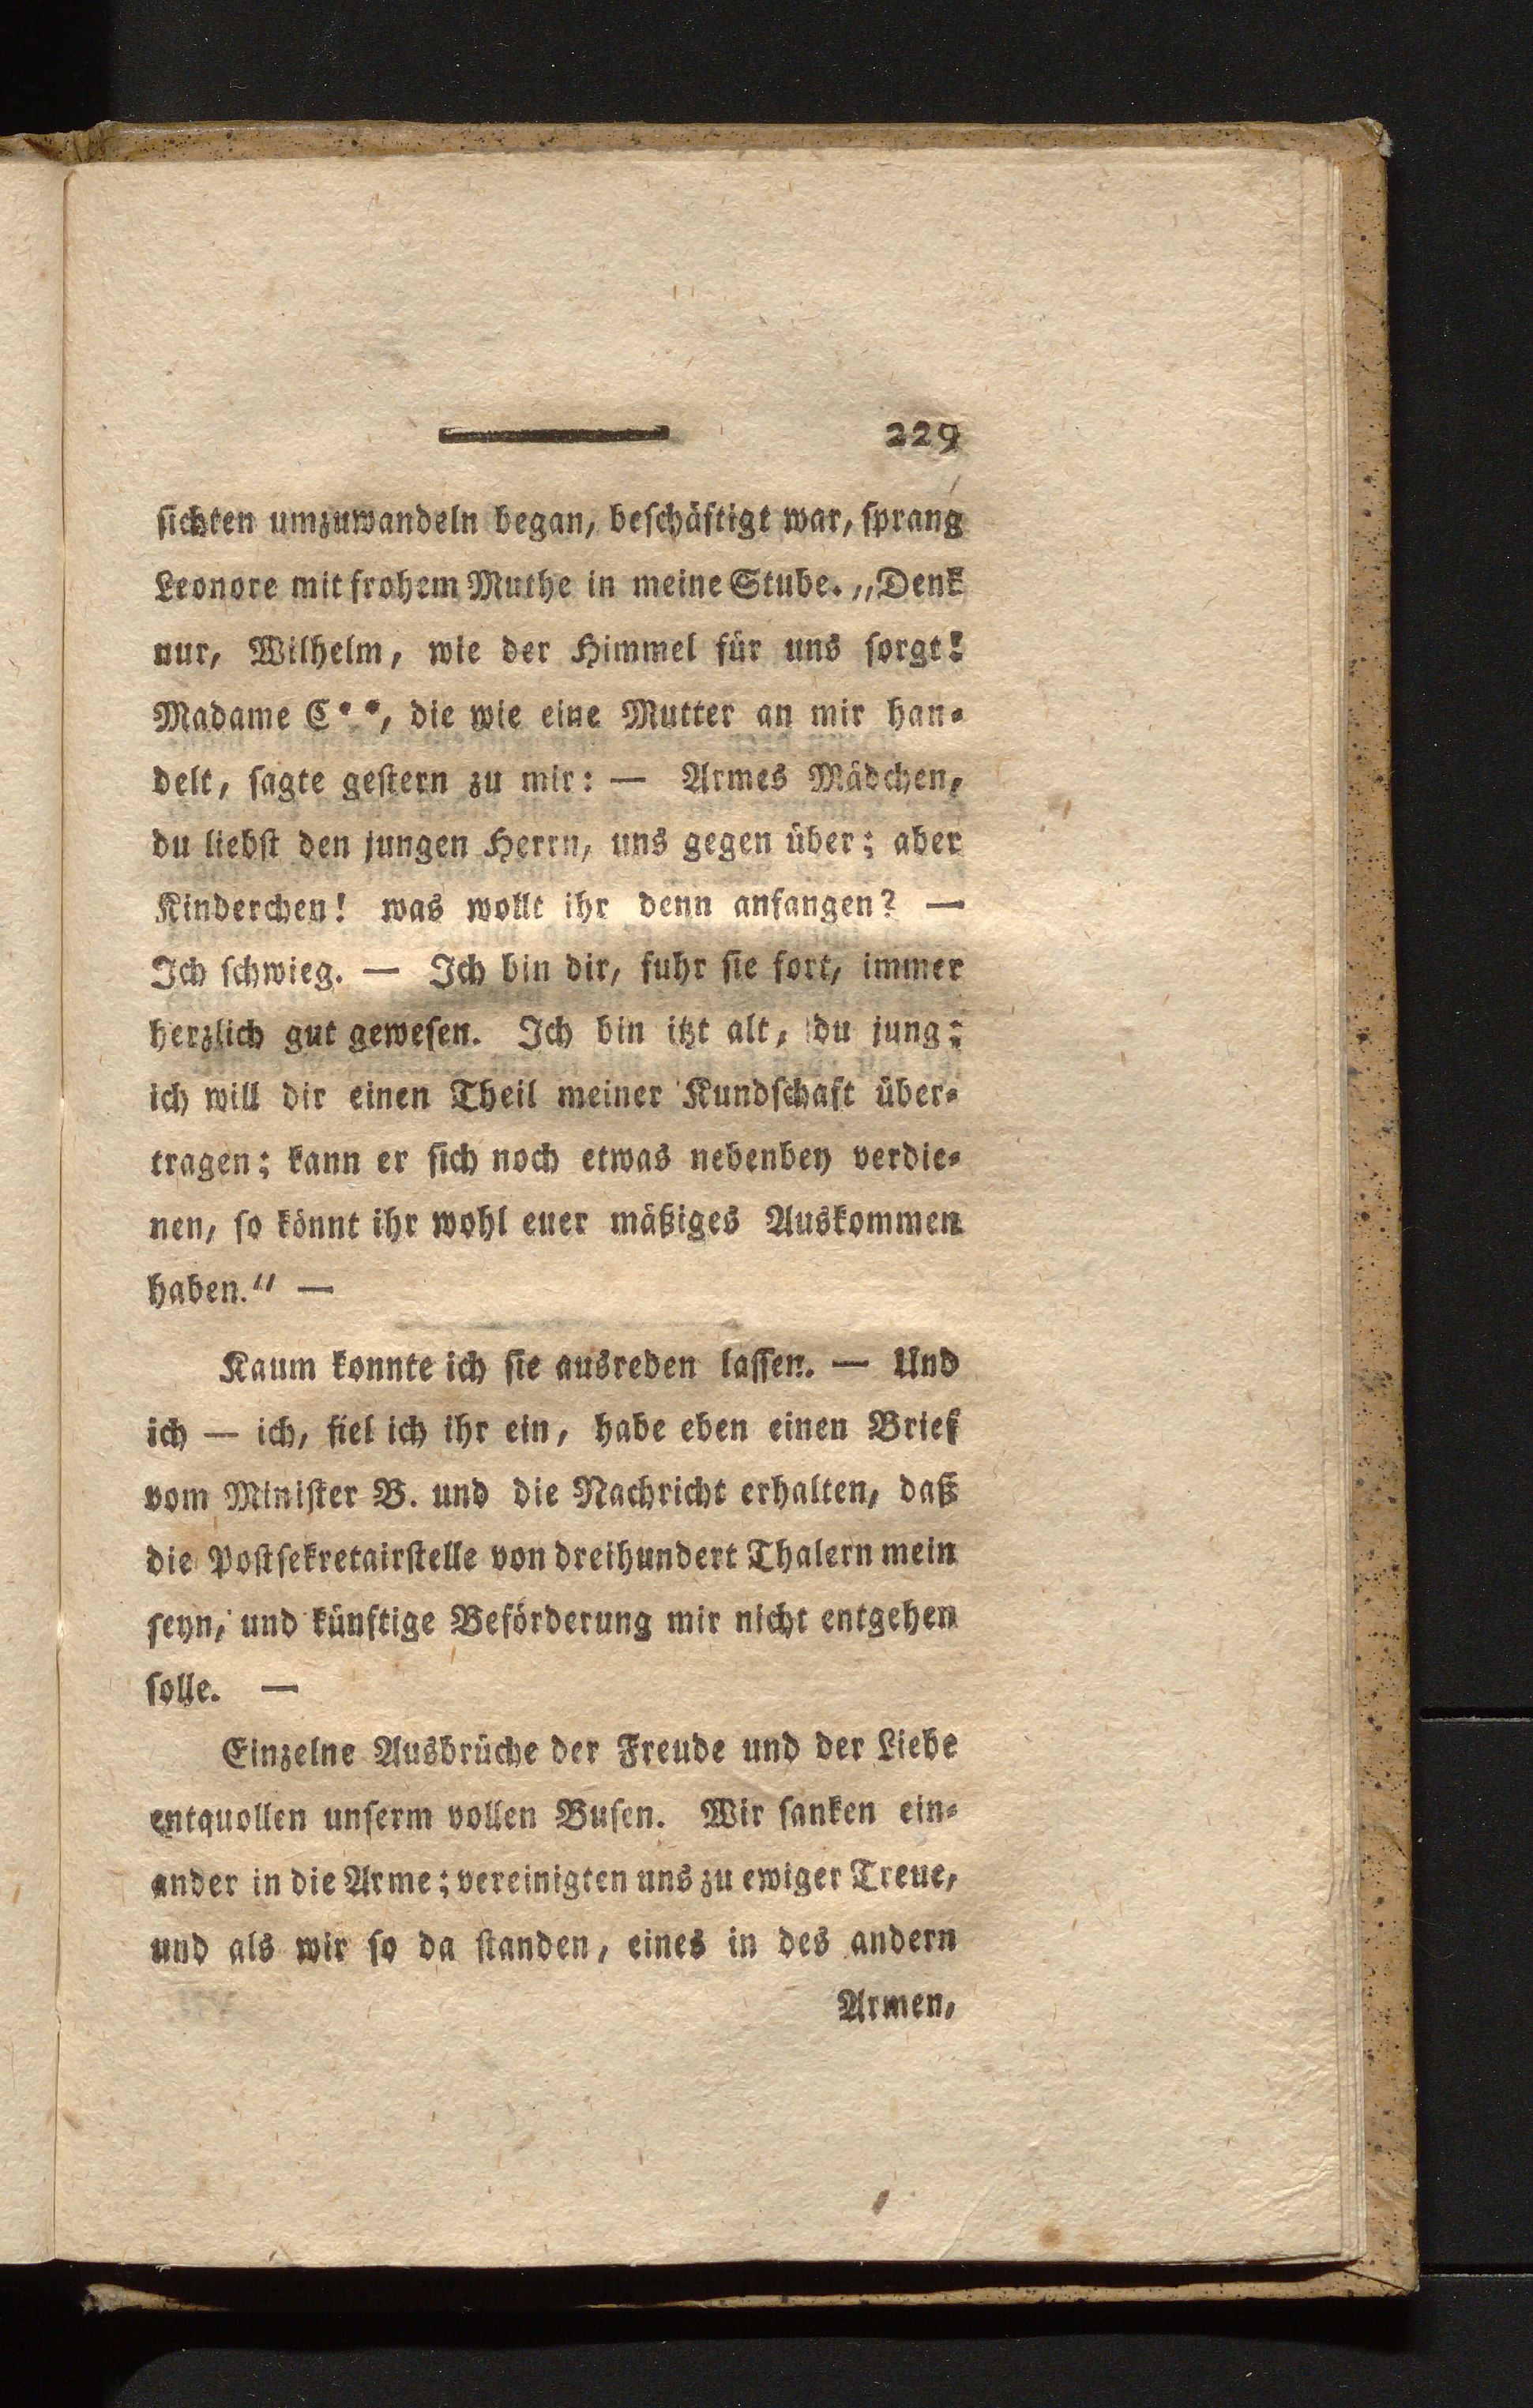 229
sichten umzuwandeln began, beschäftigt war, sprang
Leonore mit frohem Muthe in meine Stube. „Denk
nur, Wilhelm, wie der Himmel für uns sorgt!
Madame C**, die wie eine Mutter an mir han-
delt, sagte gestern zu mir: — Armes Mädchen,
du liebst den jungen Herrn, uns gegen über; aber
Kinderchen! was wollt ihr denn anfangen? —
Ich schwieg. — Ich bin dir, fuhr sie fort, immer
herzlich gut gewesen. Ich bin itzt alt, du jung;
ich will dir einen Theil meiner Kundschaft über-
tragen; kann er sich noch etwas nebenbey verdie-
nen, so könnt ihr wohl euer mäßiges Auskommen
haben.“ —
Kaum konnte ich sie ausreden lassen. — Und
ich — ich, fiel ich ihr ein, habe eben einen Brief
vom Minister B. und die Nachricht erhalten, daß
die Postsekretairstelle von dreihundert Thalern mein
seyn, und künftige Beförderung mir nicht entgehen
solle. —
Einzelne Ausbrüche der Freude und der Liebe
entquollen unserm vollen Busen. Wir sanken ein-
ander in die Arme; vereinigten uns zu ewiger Treue,
und als wir so da standen, eines in des andern
Armen,